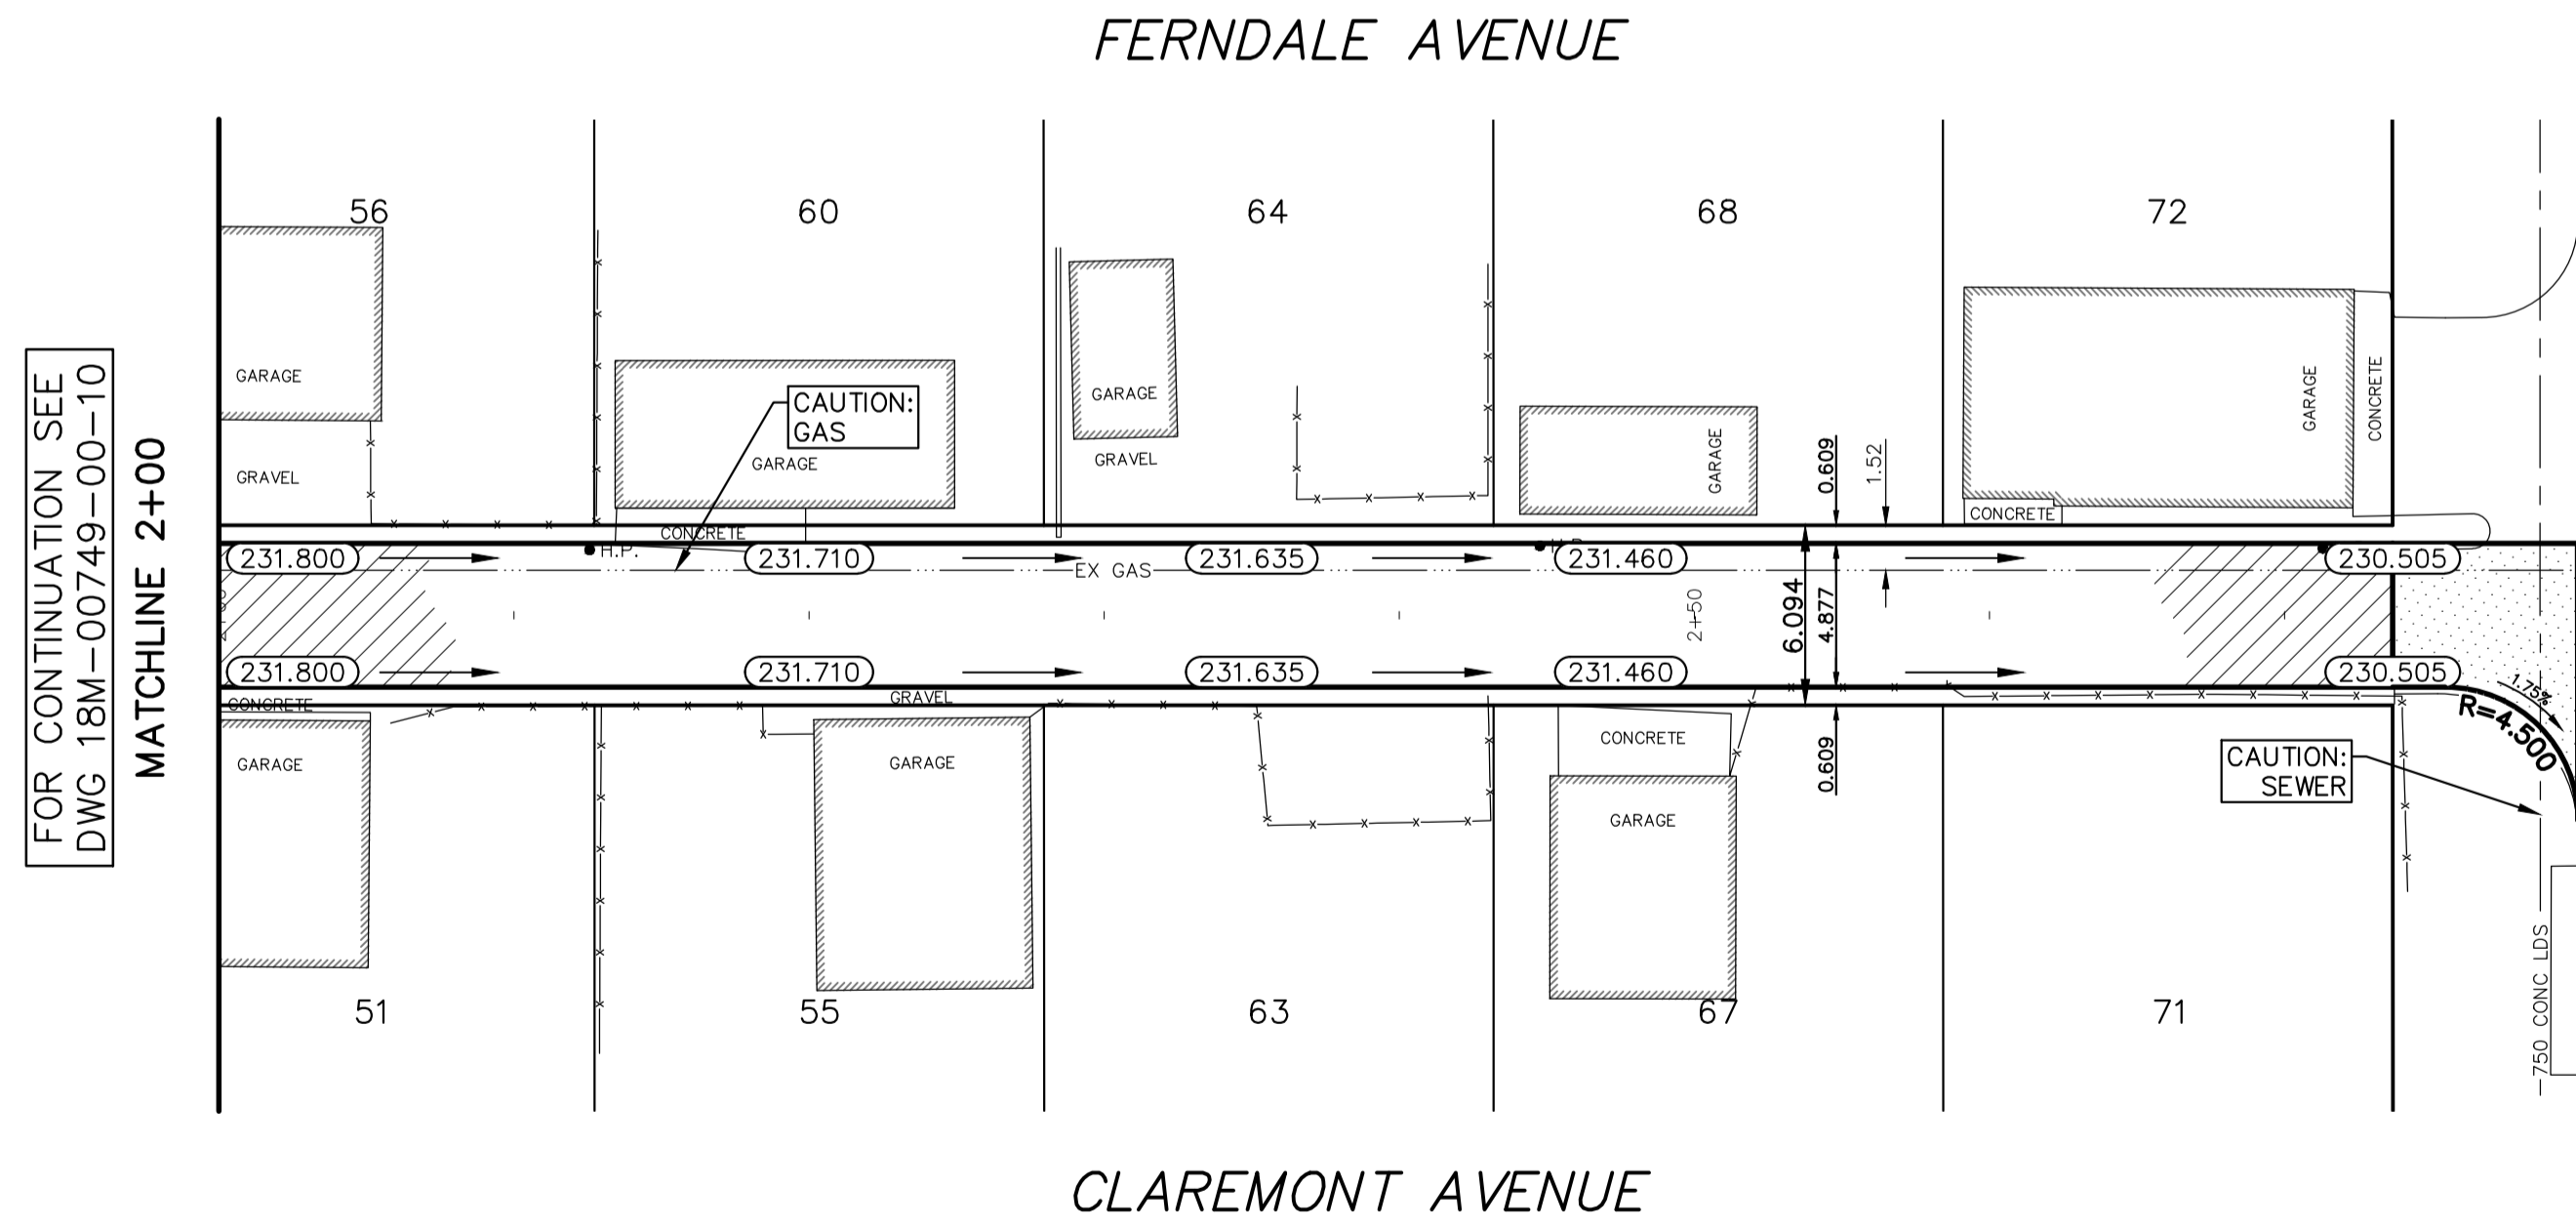 FERNDALE AVENUE
FOR CONTINUATION SEE
DWG 18M-00749-00-10
MATCHLINE 2+00
56
60
64
68
72
GARAGE
GRAVEL
CAUTION:
GAS
GARAGE
CONCRETE
H.P.
GARAGE
GRAVEL
GARAGE
0.609
1.52
GARAGE
CONCRETE
CONCRETE
231.800
231.710
231.635
231.460
230.505
EX GAS
2+50
6.094
4.877
231.800
231.710
231.635
231.460
230.505
1.75%
R=4.500
CONCRETE
GRAVEL
GARAGE
GARAGE
CONCRETE
GARAGE
0.609
CAUTION:
SEWER
750 CONC LDS
51
55
63
67
71
CLAREMONT AVENUE